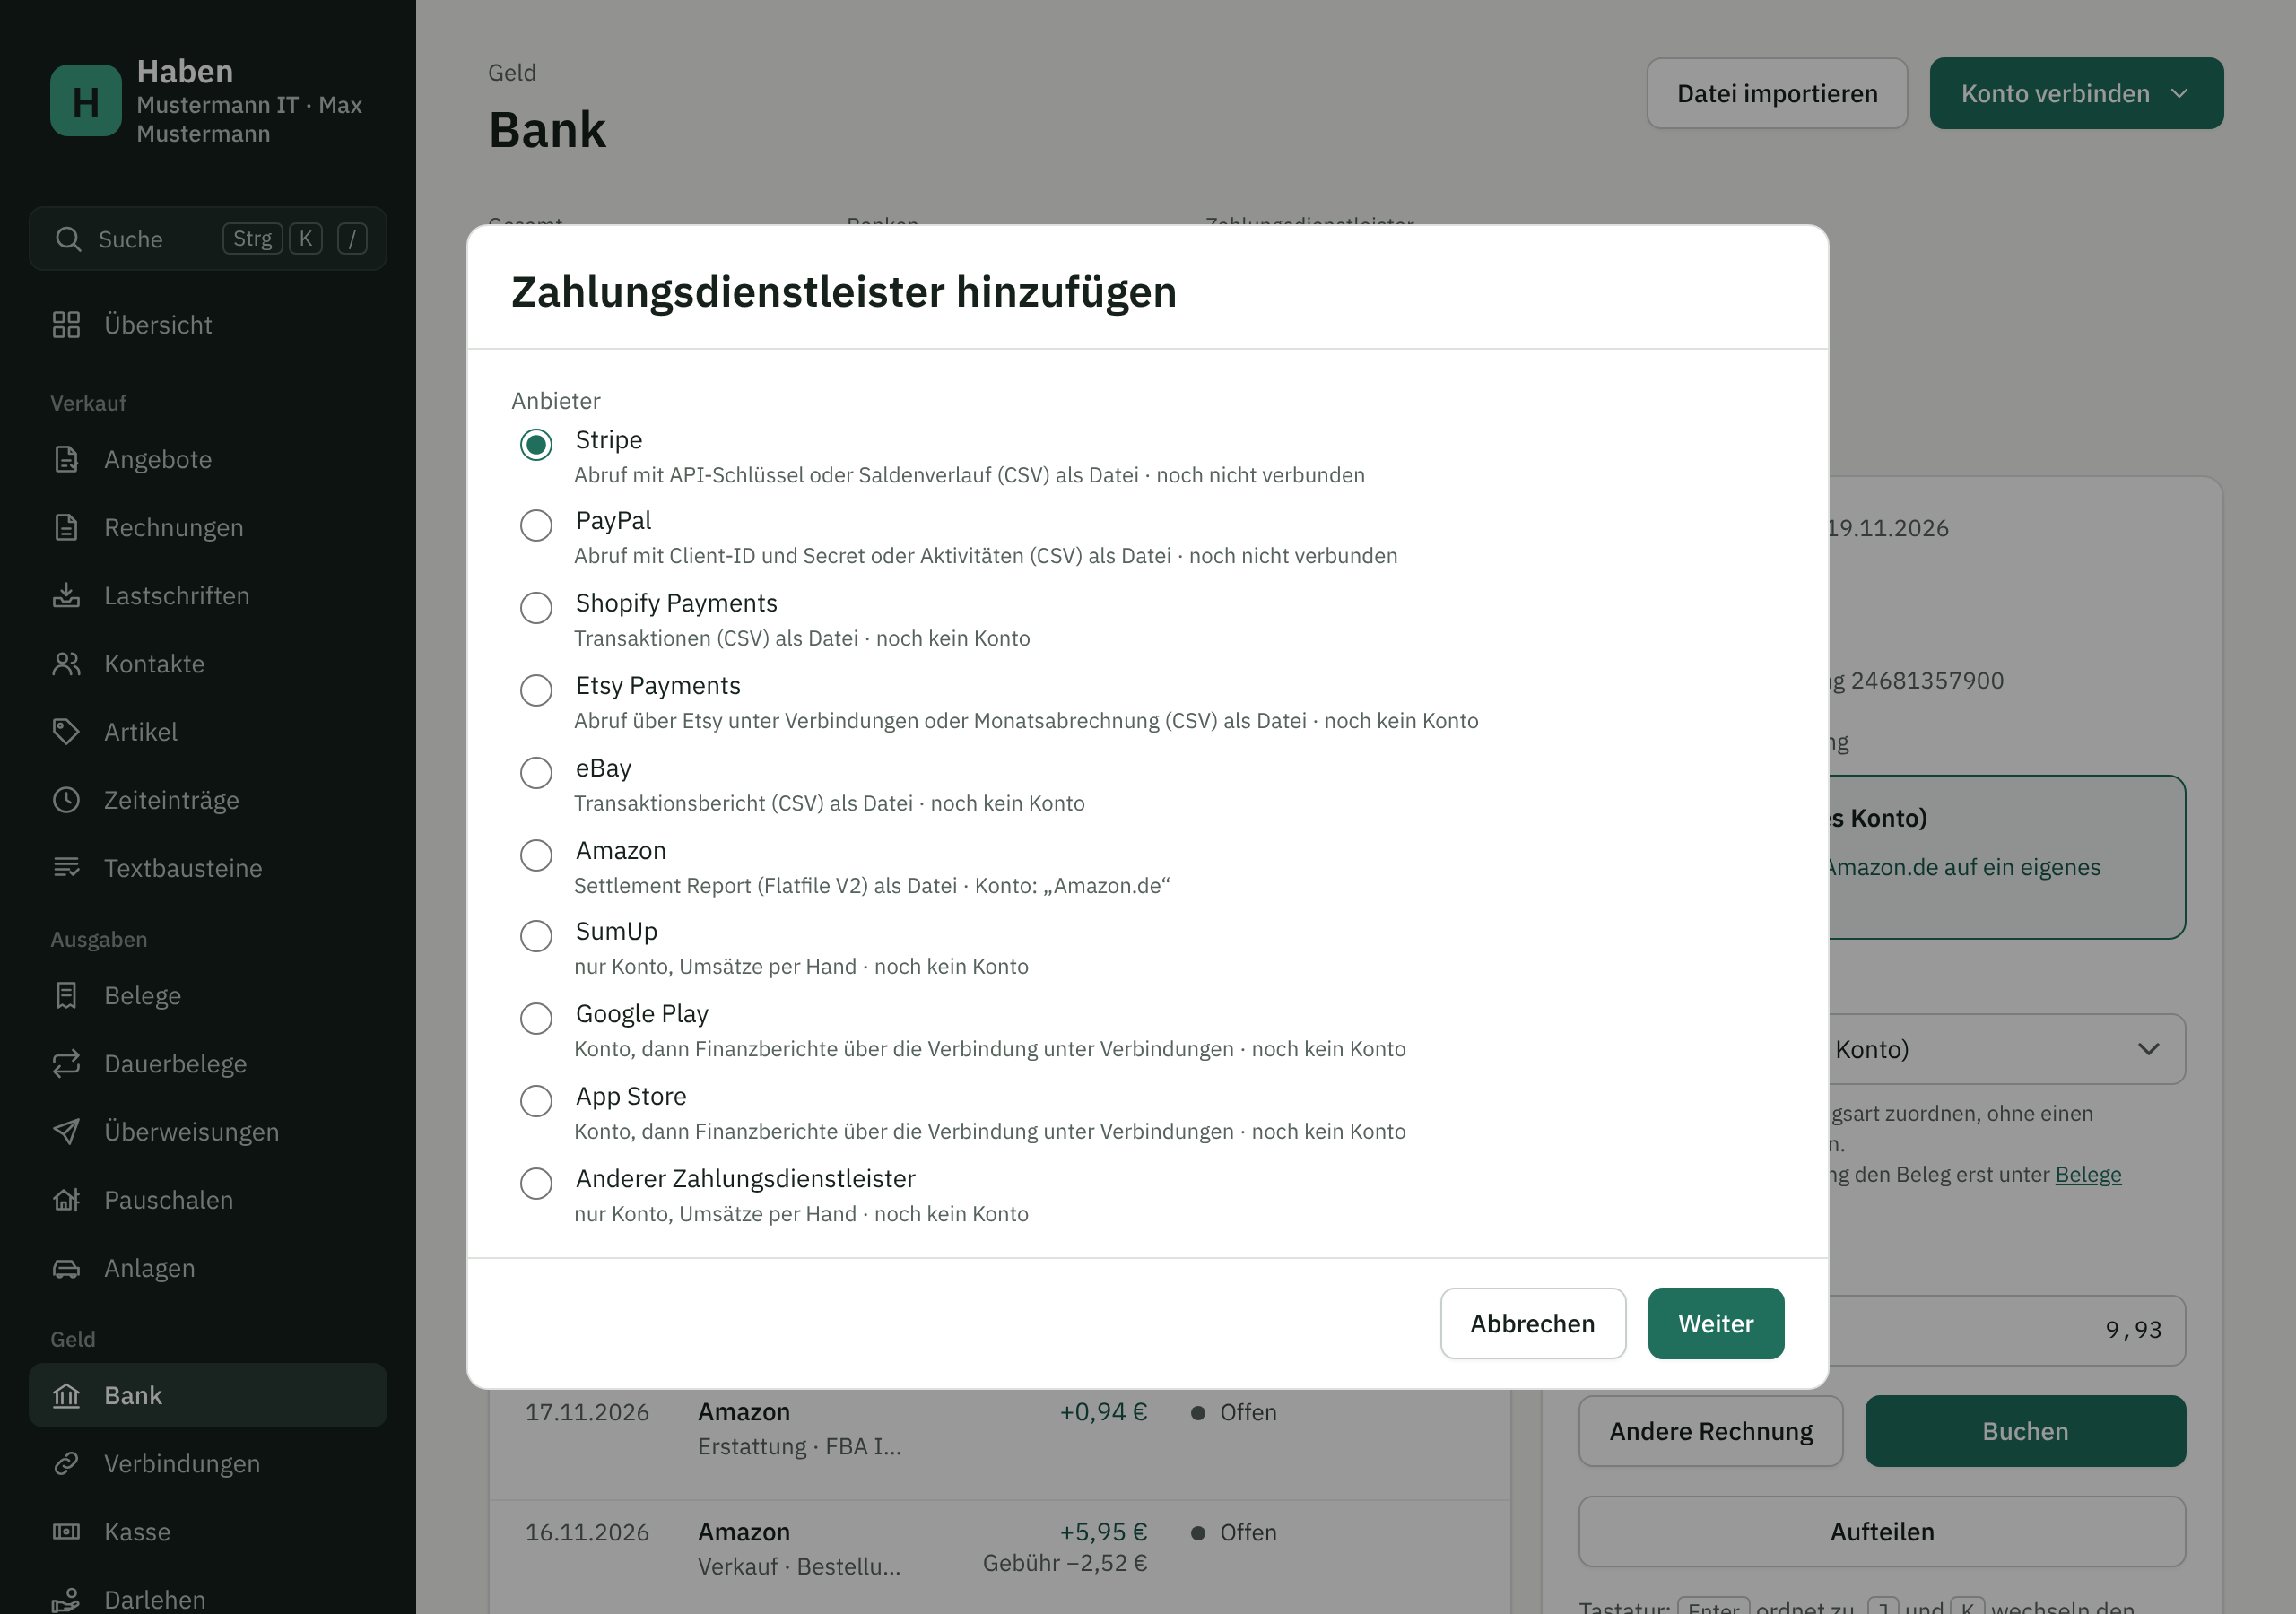 Haben
Mustermann IT · Max
Mustermann
Suche Strg K /
Übersicht
Verkauf
Angebote
Rechnungen
Lastschriften
Kontakte
Artikel
Zeiteinträge
Textbausteine
Ausgaben
Belege
Dauerbelege
Überweisungen
Pauschalen
Anlagen
Geld
Bank
Verbindungen
Kasse
Darlehen
Geld
Bank
Datei importieren
Konto verbinden
Gesamt
Banken
Zahlungsdienstleister
Zahlungsdienstleister hinzufügen
Anbieter
Stripe
Abruf mit API-Schlüssel oder Saldenverlauf (CSV) als Datei · noch nicht verbunden
PayPal
Abruf mit Client-ID und Secret oder Aktivitäten (CSV) als Datei · noch nicht verbunden
Shopify Payments
Transaktionen (CSV) als Datei · noch kein Konto
Etsy Payments
Abruf über Etsy unter Verbindungen oder Monatsabrechnung (CSV) als Datei · noch kein Konto
eBay
Transaktionsbericht (CSV) als Datei · noch kein Konto
Amazon
Settlement Report (Flatfile V2) als Datei · Konto: „Amazon.de“
SumUp
nur Konto, Umsätze per Hand · noch kein Konto
Google Play
Konto, dann Finanzberichte über die Verbindung unter Verbindungen · noch kein Konto
App Store
Konto, dann Finanzberichte über die Verbindung unter Verbindungen · noch kein Konto
Anderer Zahlungsdienstleister
nur Konto, Umsätze per Hand · noch kein Konto
Abbrechen
Weiter
17.11.2026 Amazon +0,94 € Offen
Erstattung · FBA I...
16.11.2026 Amazon +5,95 € Offen
Verkauf · Bestellu... Gebühr −2,52 €
19.11.2026
24681357900
Konto)
Amazon.de auf ein eigenes
Konto)
zuordnen, ohne einen
den Beleg erst unter Belege
9,93
Andere Rechnung
Buchen
Aufteilen
Tastatur: Enter ordnet zu, J und K wechseln den